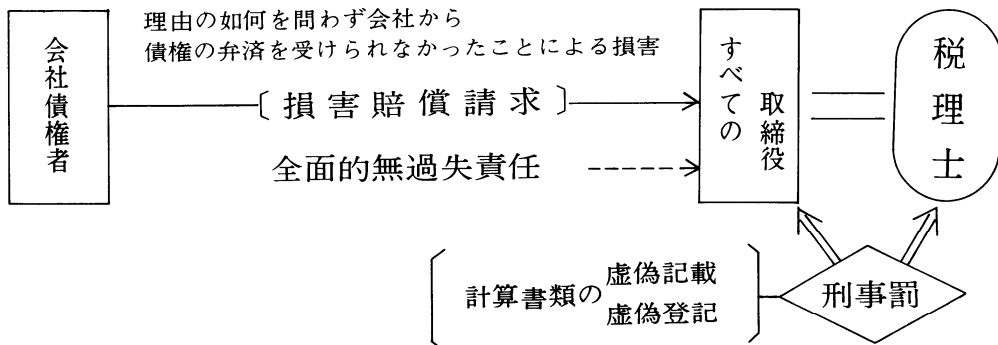 理由の如何を問わず会社から
債権の弁済を受けられなかったことによる損害
会社債権者
〔損害賠償請求〕
全面的無過失責任
すべての
取締役
税理士
計算書類の
虚偽記載
虚偽登記
刑事罰